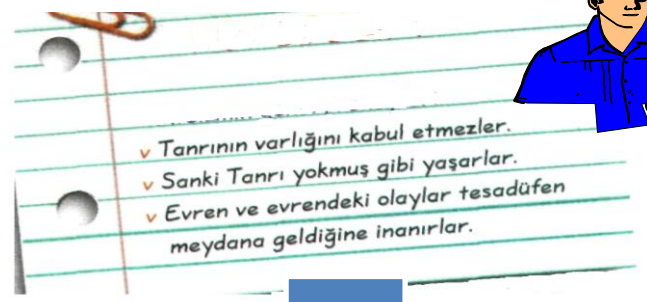 v Tanrının varlığını kabul etmezler.
v Sanki Tanrı yokmuş gibi yaşarlar.
v Evren ve evrendeki olaylar tesadüfen
meydana geldiğine inanırlar.